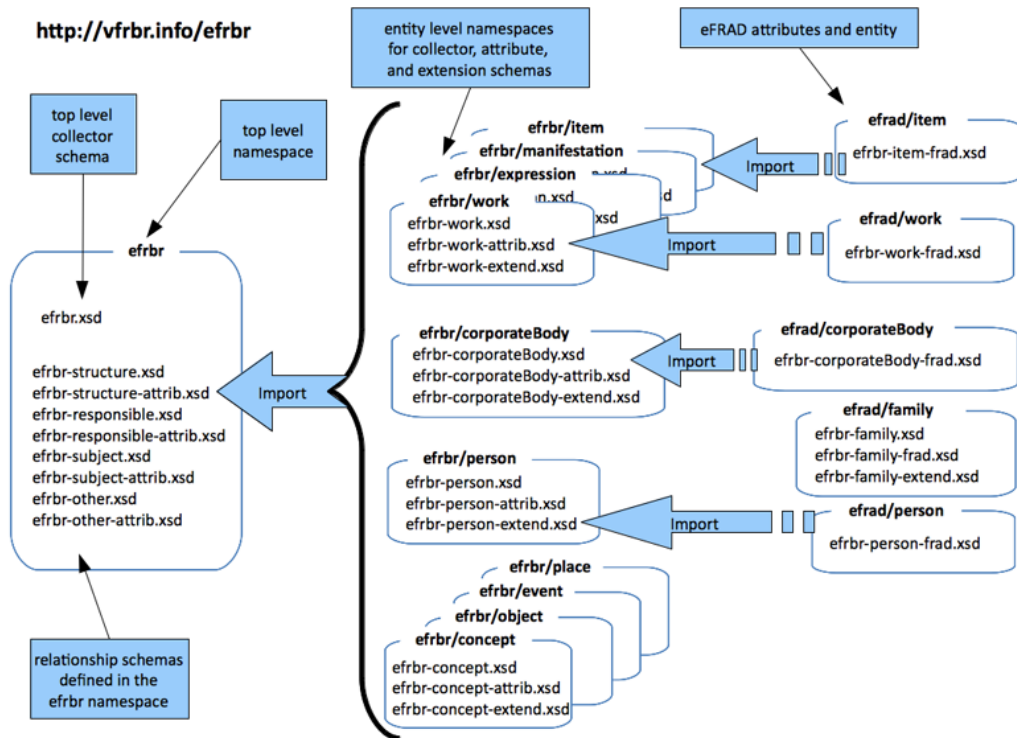 http://vfrbr.info/efrbr
top level
collector
schema
top level
namespace
efrbr
efrbr.xsd
efrbr-structure.xsd
efrbr-structure-attrib.xsd
efrbr-responsible.xsd
efrbr-responsible-attrib.xsd
efrbr-subject.xsd
efrbr-subject-attrib.xsd
efrbr-other.xsd
efrbr-other-attrib.xsd
relationship schemas
defined in the
efrbr namespace
Import
entity level namespaces
for collector, attribute,
and extension schemas
efrbr/item
efrbr/manifestation
efrbr/expression
efrbr/work
efrbr-work.xsd
efrbr-work-attrib.xsd
efrbr-work-extend.xsd
efrbr/corporateBody
efrbr-corporateBody.xsd
efrbr-corporateBody-attrib.xsd
efrbr-corporateBody-extend.xsd
efrbr/person
efrbr-person.xsd
efrbr-person-attrib.xsd
efrbr-person-extend.xsd
efrbr/place
efrbr/event
efrbr/object
efrbr/concept
efrbr-concept.xsd
efrbr-concept-attrib.xsd
efrbr-concept-extend.xsd
Import
Import
Import
Import
eFRAD attributes and entity
efrad/item
efrbr-item-frad.xsd
efrad/work
efrbr-work-frad.xsd
efrad/corporateBody
efrbr-corporateBody-frad.xsd
efrad/family
efrbr-family.xsd
efrbr-family-frad.xsd
efrbr-family-extend.xsd
efrad/person
efrbr-person-frad.xsd